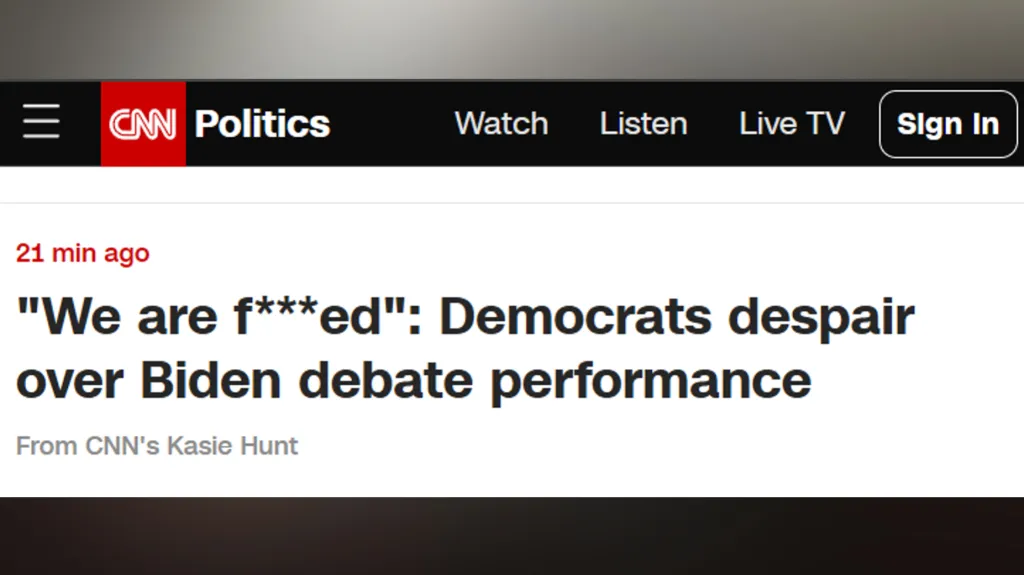 CNN Politics Watch Listen Live TV Sign In
21 min ago
"We are f***ed": Democrats despair
over Biden debate performance
From CNN's Kasie Hunt